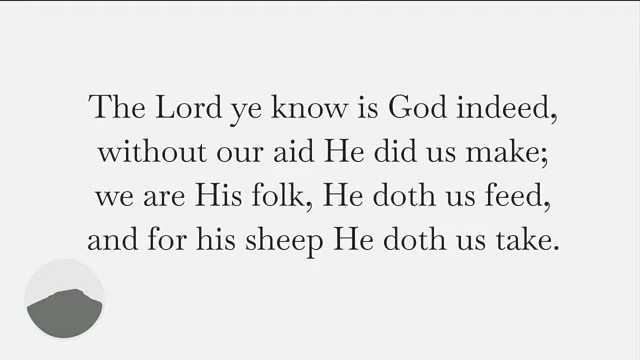 The Lord ye know is God indeed,
without our aid He did us make;
we are His folk, He doth us feed,
and for his sheep He doth us take.